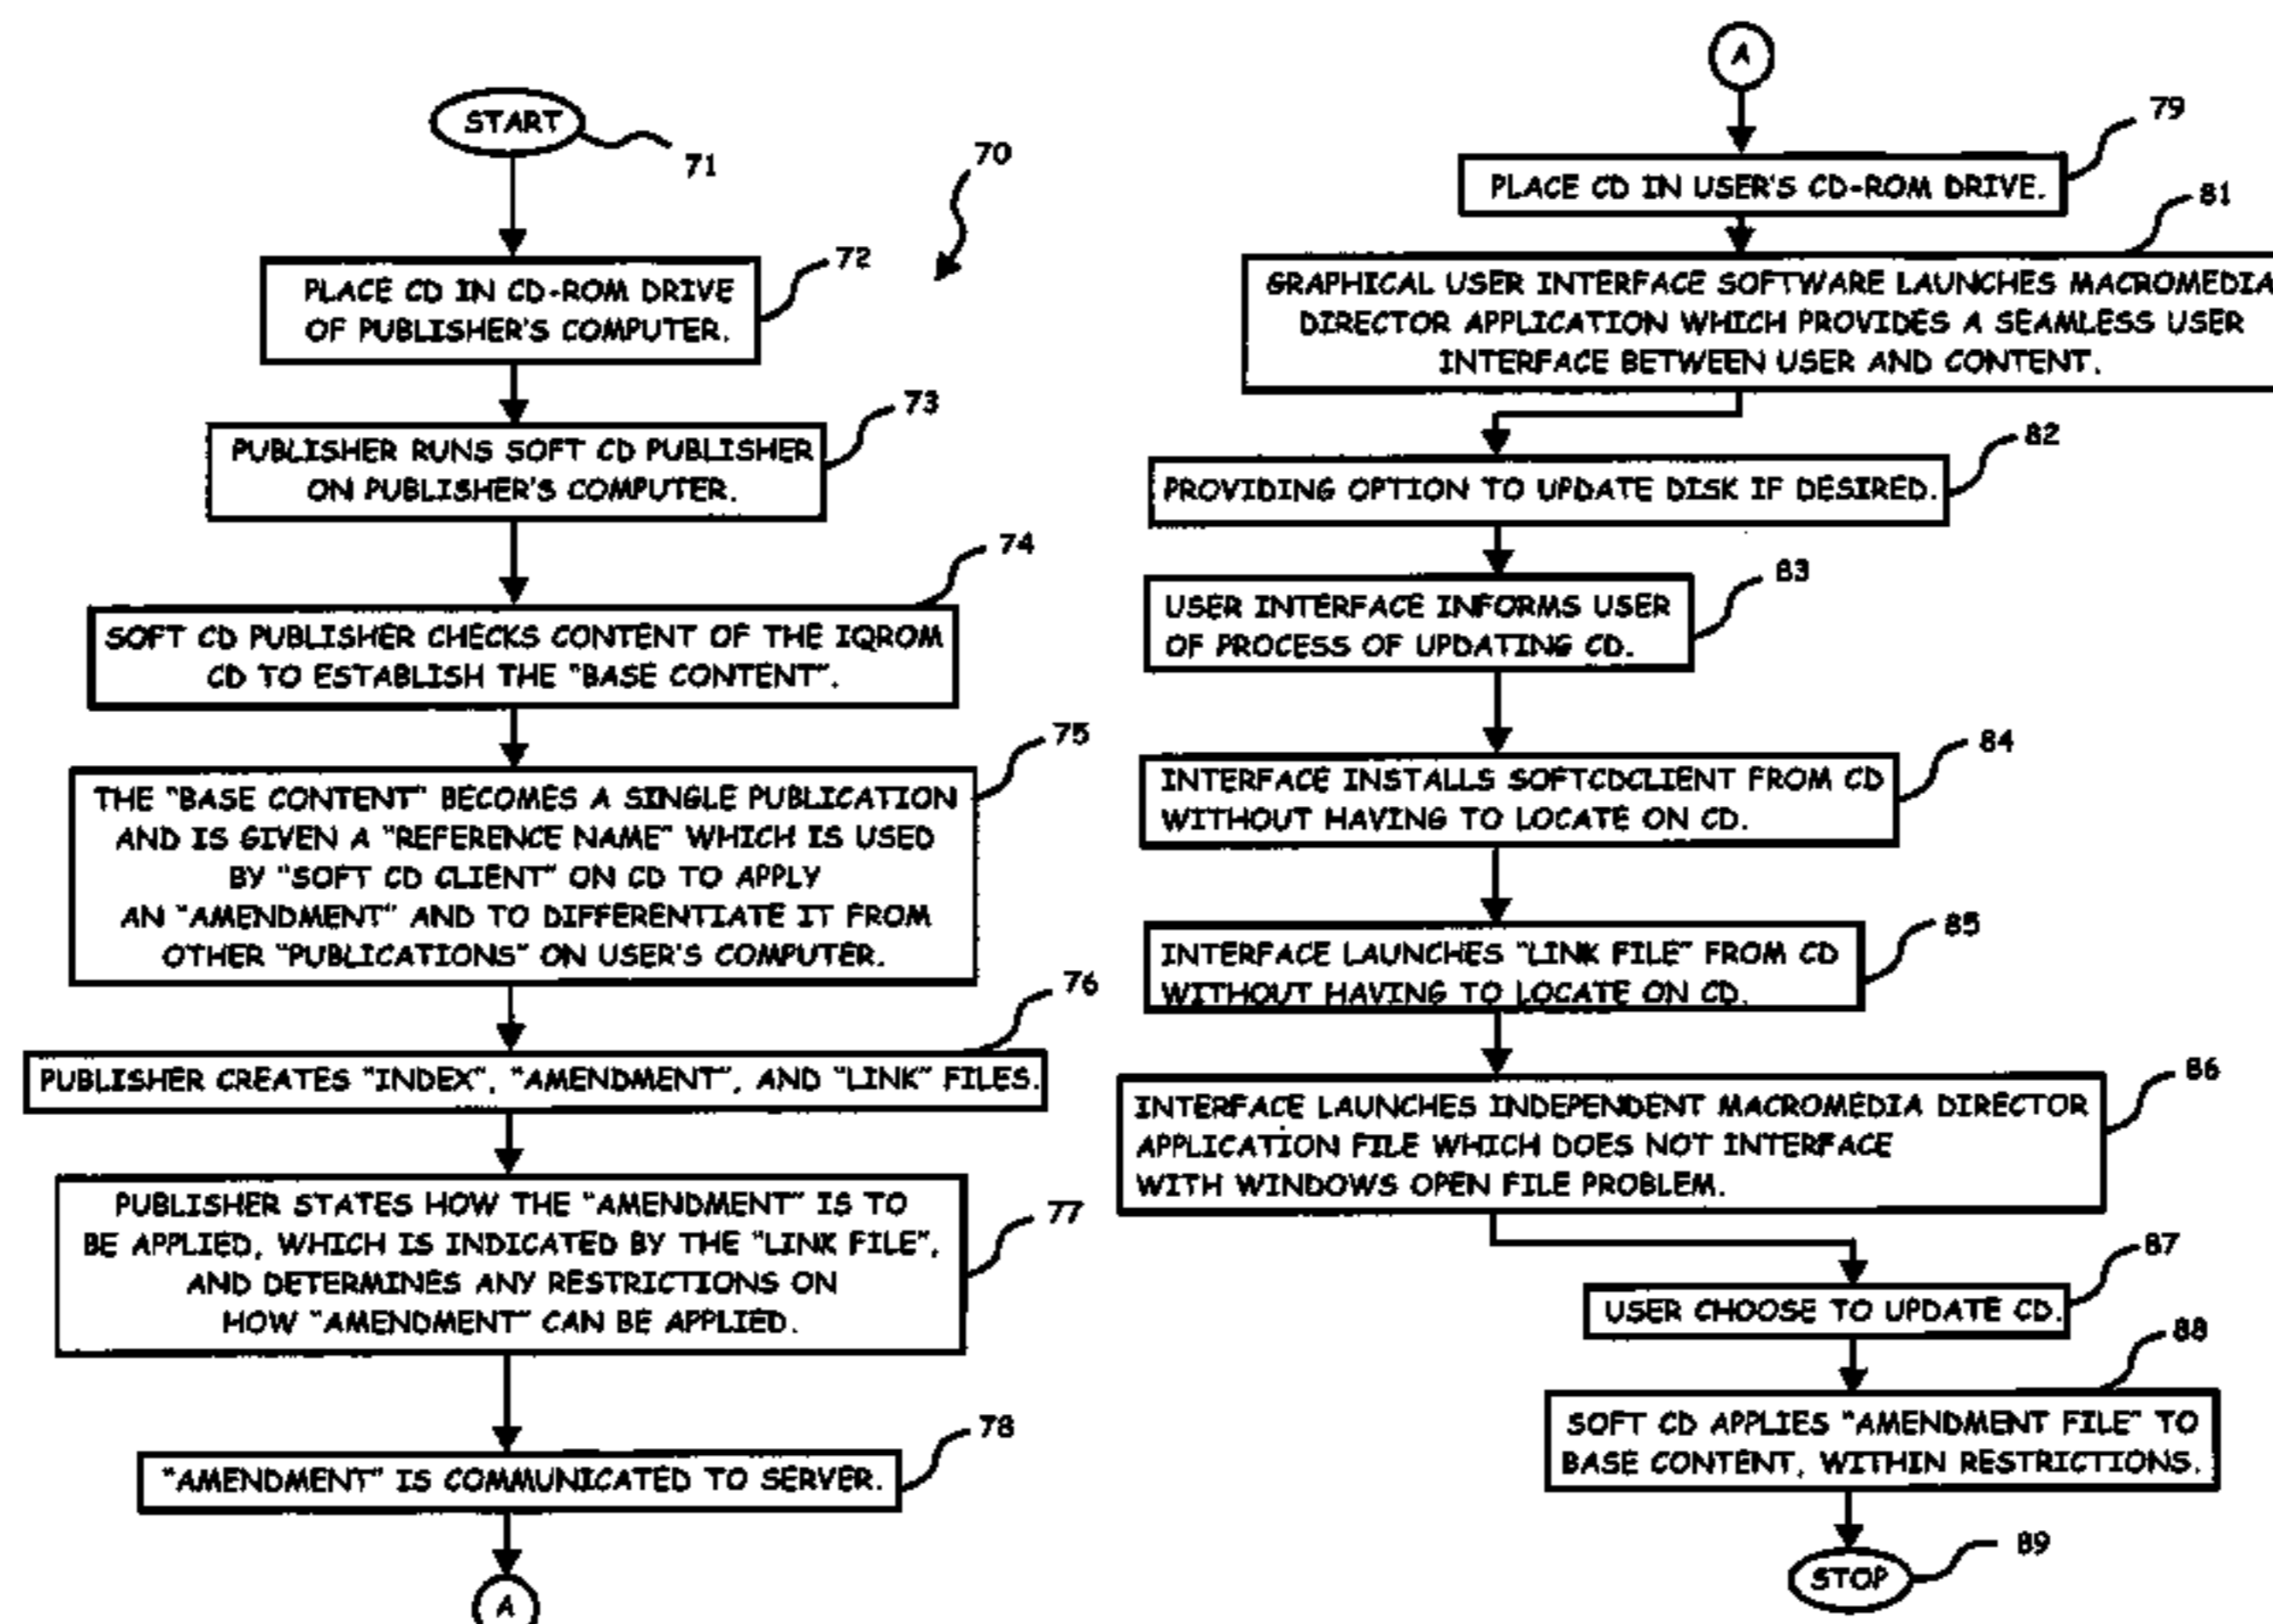 START
71
70
72
PLACE CD IN CD-ROM DRIVE
OF PUBLISHER'S COMPUTER.
73
PUBLISHER RUNS SOFT CD PUBLISHER
ON PUBLISHER'S COMPUTER.
74
SOFT CD PUBLISHER CHECKS CONTENT OF THE IQROM
CD TO ESTABLISH THE "BASE CONTENT".
75
THE "BASE CONTENT" BECOMES A SINGLE PUBLICATION
AND IS GIVEN A "REFERENCE NAME" WHICH IS USED
BY "SOFT CD CLIENT" ON CD TO APPLY
AN "AMENDMENT" AND TO DIFFERENTIATE IT FROM
OTHER "PUBLICATIONS" ON USER'S COMPUTER.
76
PUBLISHER CREATES "INDEX", "AMENDMENT", AND "LINK" FILES.
PUBLISHER STATES HOW THE "AMENDMENT" IS TO
BE APPLIED, WHICH IS INDICATED BY THE "LINK FILE",
AND DETERMINES ANY RESTRICTIONS ON
HOW "AMENDMENT" CAN BE APPLIED.
77
78
"AMENDMENT" IS COMMUNICATED TO SERVER.
A
A
79
PLACE CD IN USER'S CD-ROM DRIVE.
81
GRAPHICAL USER INTERFACE SOFTWARE LAUNCHES MACROMEDIA
DIRECTOR APPLICATION WHICH PROVIDES A SEAMLESS USER
INTERFACE BETWEEN USER AND CONTENT.
82
PROVIDING OPTION TO UPDATE DISK IF DESIRED.
83
USER INTERFACE INFORMS USER
OF PROCESS OF UPDATING CD.
84
INTERFACE INSTALLS SOFTCDCLIENT FROM CD
WITHOUT HAVING TO LOCATE ON CD.
85
INTERFACE LAUNCHES "LINK FILE" FROM CD
WITHOUT HAVING TO LOCATE ON CD.
86
INTERFACE LAUNCHES INDEPENDENT MACROMEDIA DIRECTOR
APPLICATION FILE WHICH DOES NOT INTERFACE
WITH WINDOWS OPEN FILE PROBLEM.
87
USER CHOOSE TO UPDATE CD.
88
SOFT CD APPLIES "AMENDMENT FILE" TO
BASE CONTENT, WITHIN RESTRICTIONS.
89
STOP